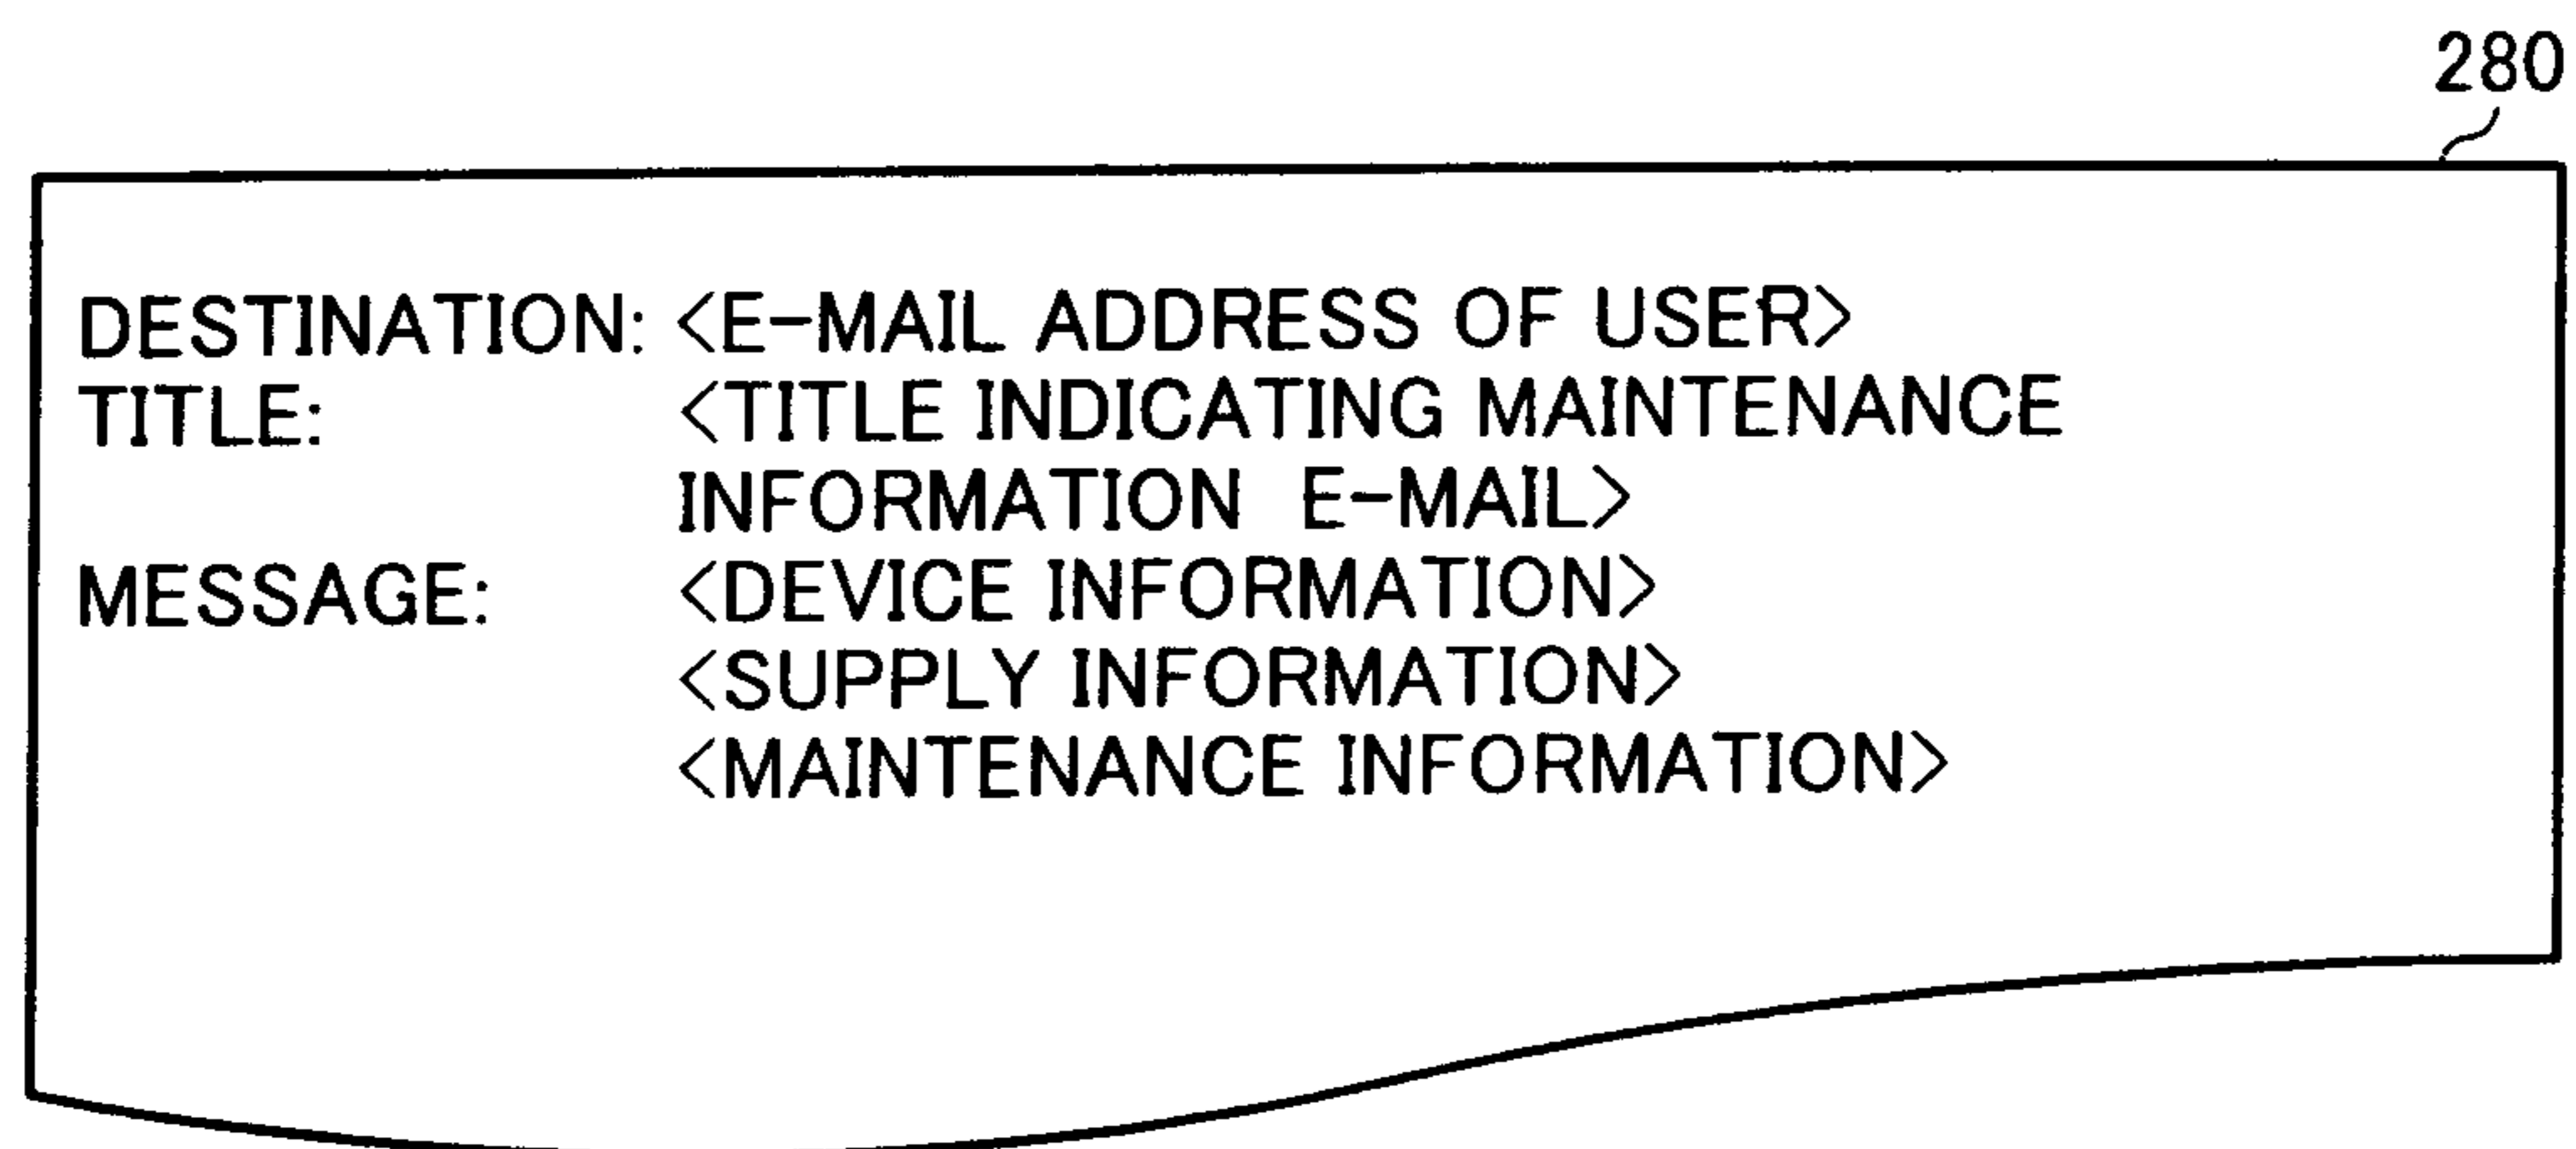 280
DESTINATION: <E-MAIL ADDRESS OF USER>
TITLE: <TITLE INDICATING MAINTENANCE
INFORMATION E-MAIL>
MESSAGE: <DEVICE INFORMATION>
<SUPPLY INFORMATION>
<MAINTENANCE INFORMATION>